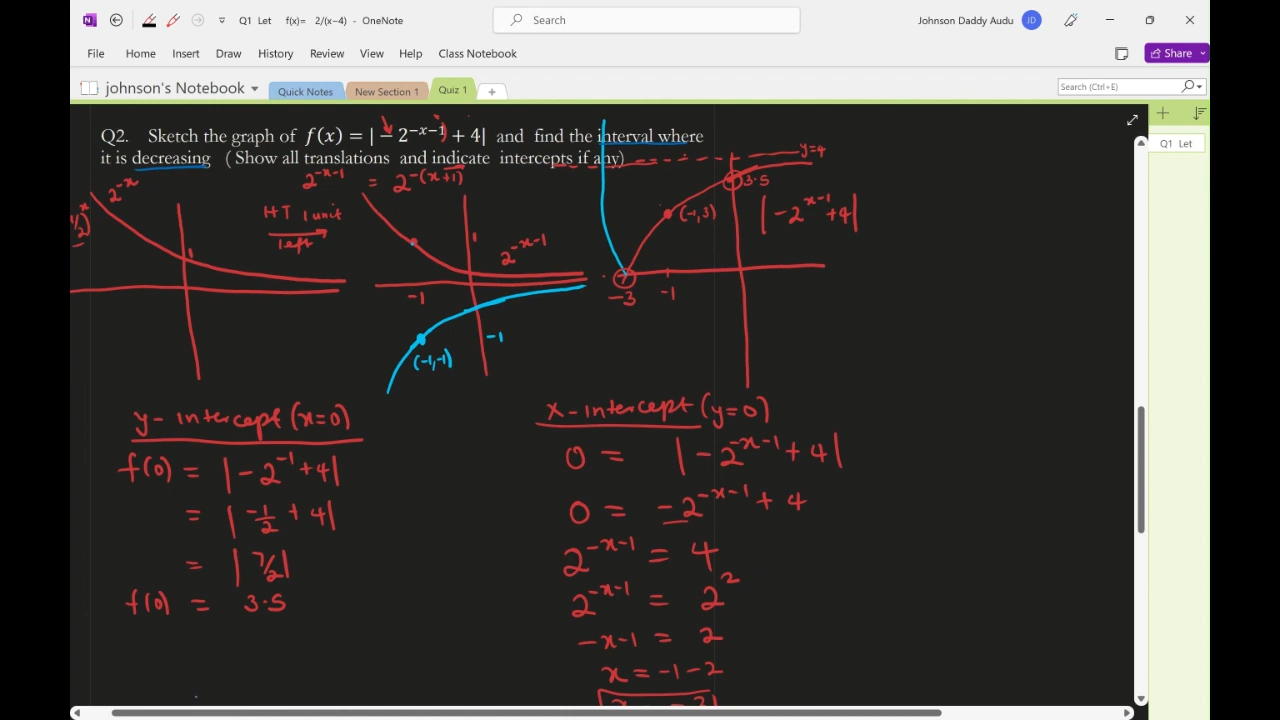 Q1 Let f(x)= 2/(x−4) - OneNote
Search
Johnson Daddy Audu
JD
File Home Insert Draw History Review View Help Class Notebook
Share
johnson's Notebook
Quick Notes
New Section 1
Quiz 1
+
Search (Ctrl+E)
Q1 Let
Q2. Sketch the graph of f(x) = |−2^{−x−1} + 4| and find the interval where
it is decreasing ( Show all translations and indicate intercepts if any)
2^{-x-1} = 2^{-(x+1)}
y=4
2^{-x}
(1/2)^x
HT 1 unit
left
1
1
2^{-x-1}
-1
-1
(-1,-1)
3.5
(-1,3)
|-2^{x-1}+4|
-3
-1
y-intercept (x=0)
f(0) = |-2^{-1}+4|
= |-1/2 + 4|
= |7/2|
f(0) = 3.5
x-intercept (y=0)
0 = |-2^{-x-1}+4|
0 = -2^{-x-1}+4
2^{-x-1} = 4
2^{-x-1} = 2^2
-x-1 = 2
x = -1-2